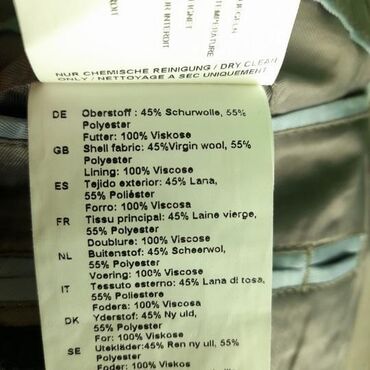 NUR CHEMISCHE REINIGUNG / DRY CLEAN
ONLY / NETTOYAGE A SEC UNIQUEMENT
DE Oberstoff : 45% Schurwolle, 55%
Polyester
Futter: 100% Viskose
GB Shell fabric: 45%Virgin wool, 55%
Polyester
Lining: 100% Viscose
ES Tejido exterior: 45% Lana,
55% Poliéster
Forro: 100% Viscosa
FR Tissu principal: 45% Laine vierge,
55% Polyester
Doublure: 100% Viscose
NL Buitenstof: 45% Scheerwol,
55% Polyester
Voering: 100% Viscose
IT Tessuto esterno: 45% Lana di tosa,
55% Poliestere
Fodera: 100% Viscosa
DK Yderstof: 45% Ny uld,
55% Polyester
For: 100% Viskose
SE Utekläder:45% Ren ny ull, 55%
Polyester
Foder: 100% Viskos